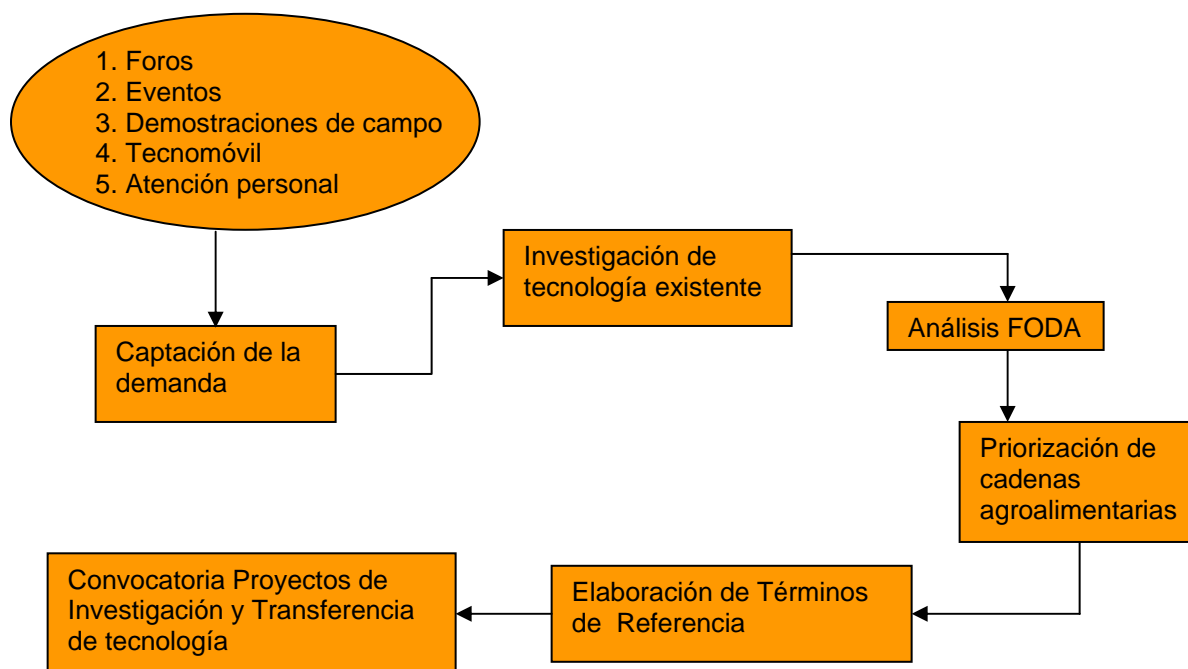 1. Foros
2. Eventos
3. Demostraciones de campo
4. Tecnomóvil
5. Atención personal
Captación de la
demanda
Investigación de
tecnología existente
Análisis FODA
Priorización de
cadenas
agroalimentarias
Elaboración de Términos
de Referencia
Convocatoria Proyectos de
Investigación y Transferencia
de tecnología